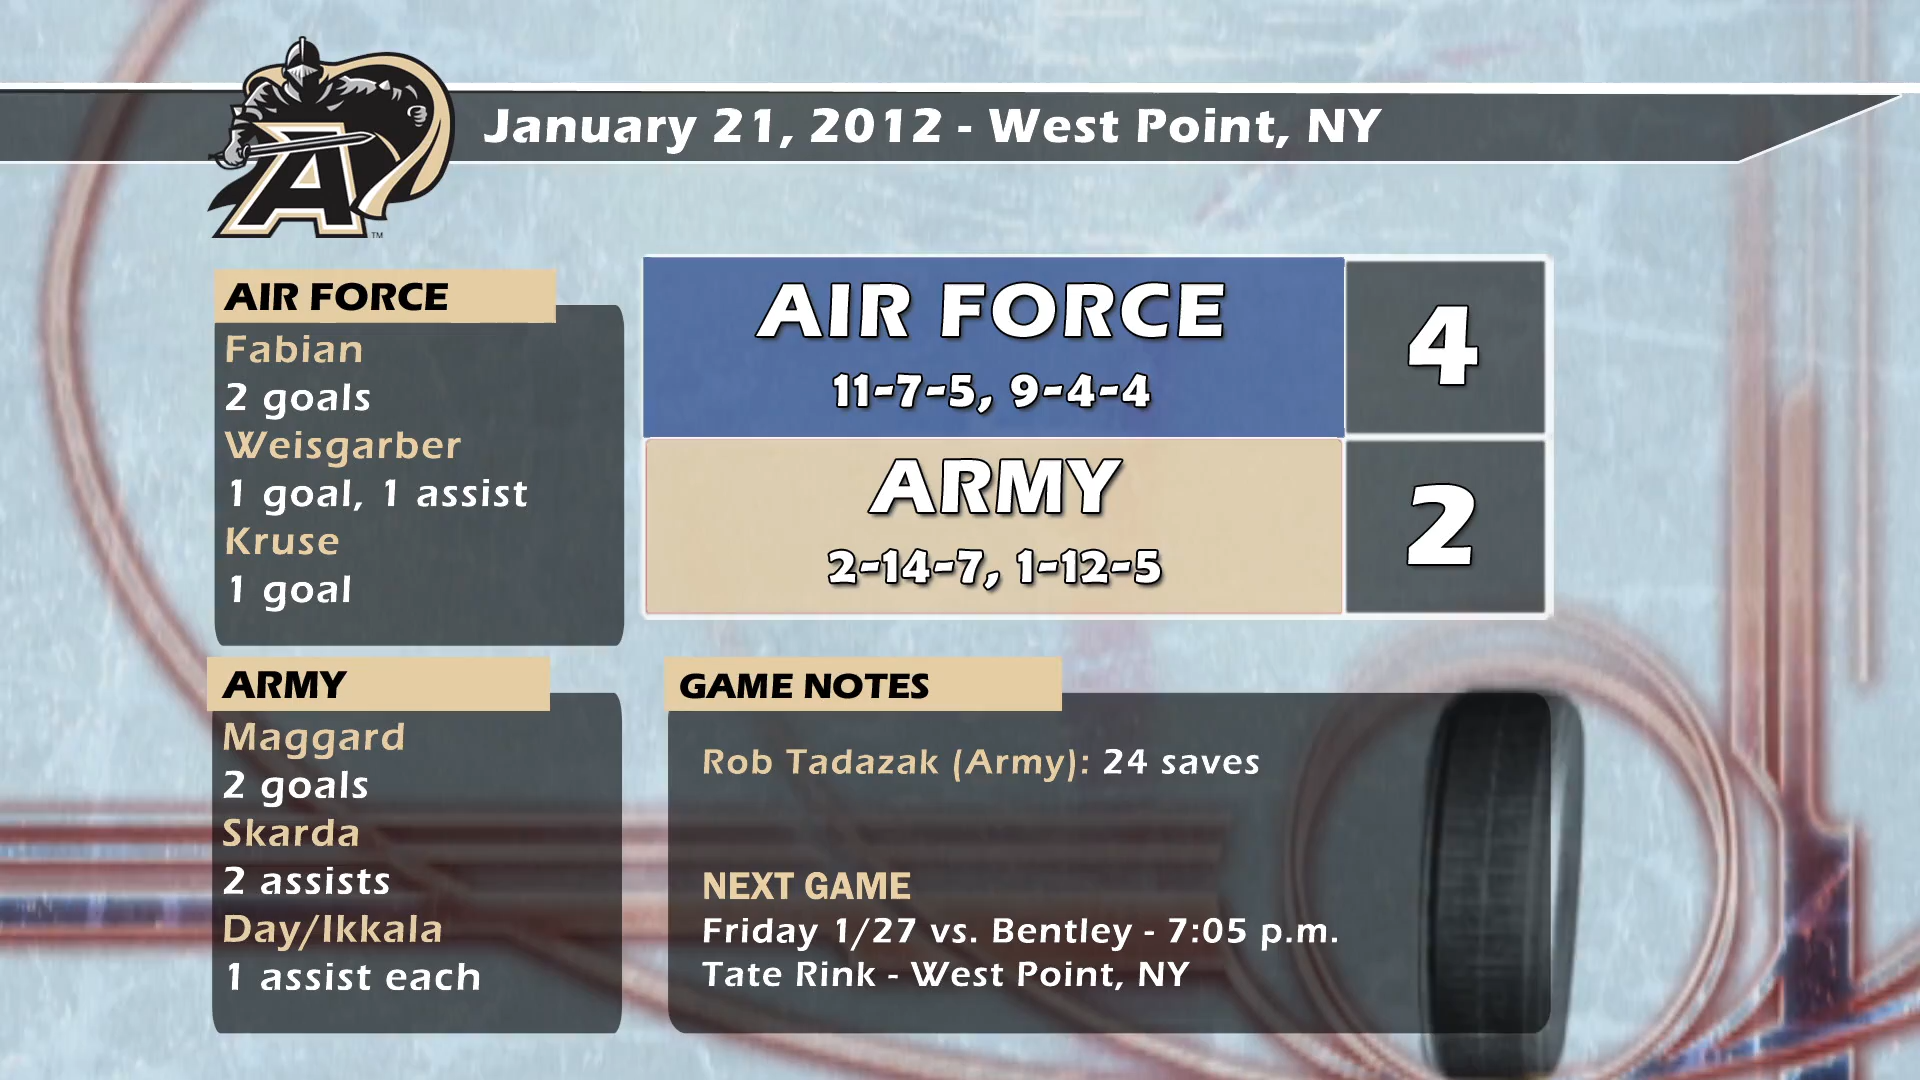 January 21, 2012 - West Point, NY
A
TM
AIR FORCE
Fabian
2 goals
Weisgarber
1 goal, 1 assist
Kruse
1 goal
AIR FORCE
11-7-5, 9-4-4
4
ARMY
2-14-7, 1-12-5
2
ARMY
Maggard
2 goals
Skarda
2 assists
Day/Ikkala
1 assist each
GAME NOTES
Rob Tadazak (Army): 24 saves
NEXT GAME
Friday 1/27 vs. Bentley - 7:05 p.m.
Tate Rink - West Point, NY